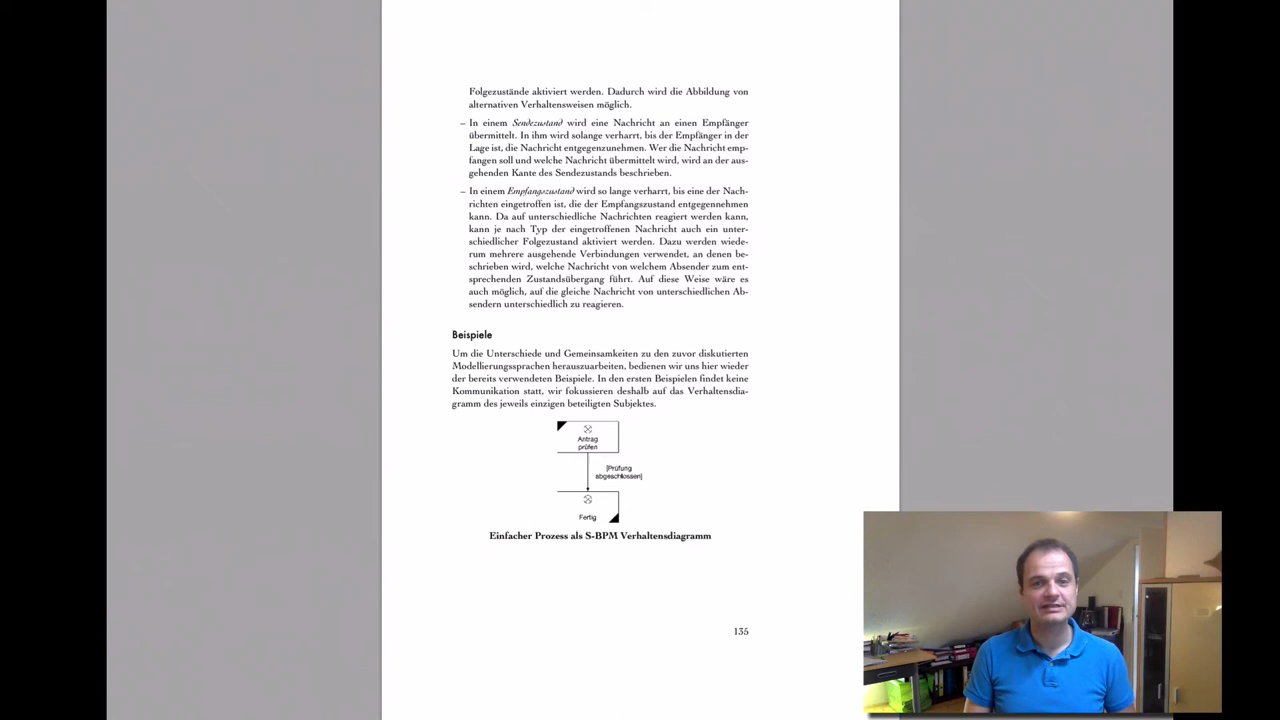 Folgezustände aktiviert werden. Dadurch wird die Abbildung von
alternativen Verhaltensweisen möglich.
– In einem Sendezustand wird eine Nachricht an einen Empfänger
übermittelt. In ihm wird solange verharrt, bis der Empfänger in der
Lage ist, die Nachricht entgegenzunehmen. Wer die Nachricht emp-
fangen soll und welche Nachricht übermittelt wird, wird an der aus-
gehenden Kante des Sendezustands beschrieben.
– In einem Empfangszustand wird so lange verharrt, bis eine der Nach-
richten eingetroffen ist, die der Empfangszustand entgegennehmen
kann. Da auf unterschiedliche Nachrichten reagiert werden kann,
kann je nach Typ der eingetroffenen Nachricht auch ein unter-
schiedlicher Folgezustand aktiviert werden. Dazu werden wiede-
rum mehrere ausgehende Verbindungen verwendet, an denen be-
schrieben wird, welche Nachricht von welchem Absender zum ent-
sprechenden Zustandsübergang führt. Auf diese Weise wäre es
auch möglich, auf die gleiche Nachricht von unterschiedlichen Ab-
sendern unterschiedlich zu reagieren.
Beispiele
Um die Unterschiede und Gemeinsamkeiten zu den zuvor diskutierten
Modellierungssprachen herauszuarbeiten, bedienen wir uns hier wieder
der bereits verwendeten Beispiele. In den ersten Beispielen findet keine
Kommunikation statt, wir fokussieren deshalb auf das Verhaltensdia-
gramm des jeweils einzigen beteiligten Subjektes.
Antrag
prüfen
[Prüfung
abgeschlossen]
Fertig
Einfacher Prozess als S-BPM Verhaltensdiagramm
135